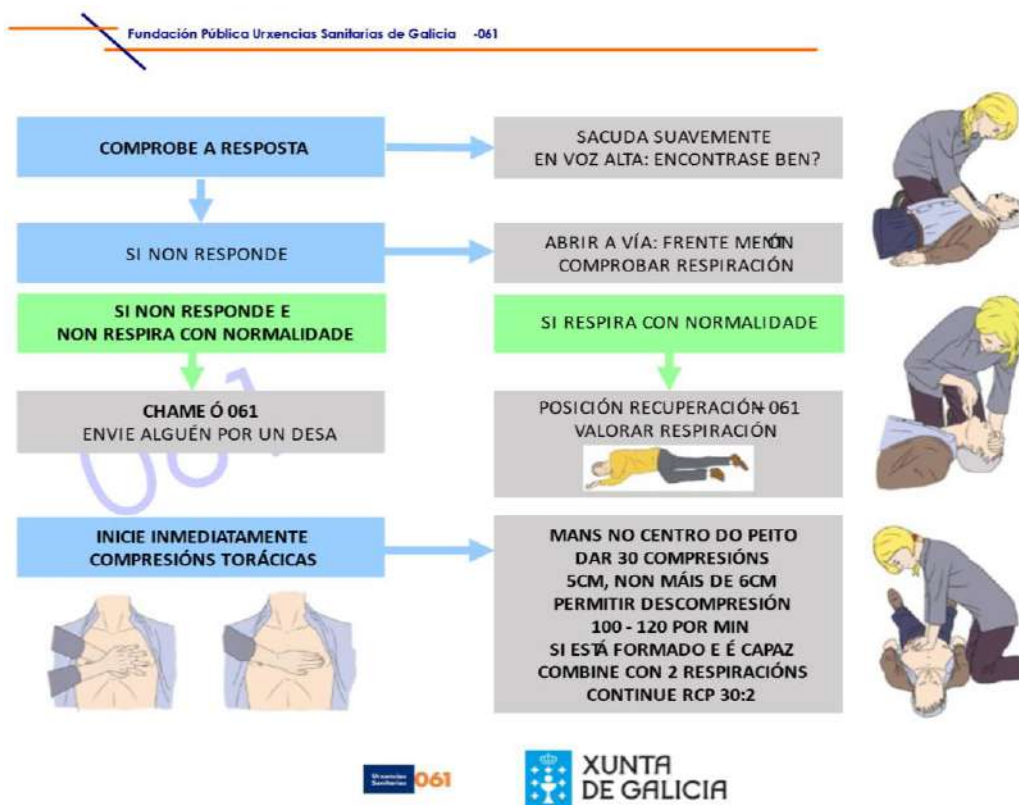 Fundación Pública Urxencias Sanitarias de Galicia -061
COMPROBE A RESPOSTA
SACUDA SUAVEMENTE
EN VOZ ALTA: ENCONTRASE BEN?
SI NON RESPONDE
ABRIR A VÍA: FRENTE MENTÓN
COMPROBAR RESPIRACIÓN
SI NON RESPONDE E
NON RESPIRA CON NORMALIDADE
SI RESPIRA CON NORMALIDADE
CHAME Ó 061
ENVIE ALGUÉN POR UN DESA
POSICIÓN RECUPERACIÓN - 061
VALORAR RESPIRACIÓN
061
INICIE INMEDIATAMENTE
COMPRESIÓNS TORÁCICAS
MANS NO CENTRO DO PEITO
DAR 30 COMPRESIÓNS
5CM, NON MÁIS DE 6CM
PERMITIR DESCOMPRESIÓN
100 - 120 POR MIN
SI ESTÁ FORMADO E É CAPAZ
COMBINE CON 2 RESPIRACIÓNS
CONTINUE RCP 30:2
Urxencias
Sanitarias
061
XUNTA
DE GALICIA